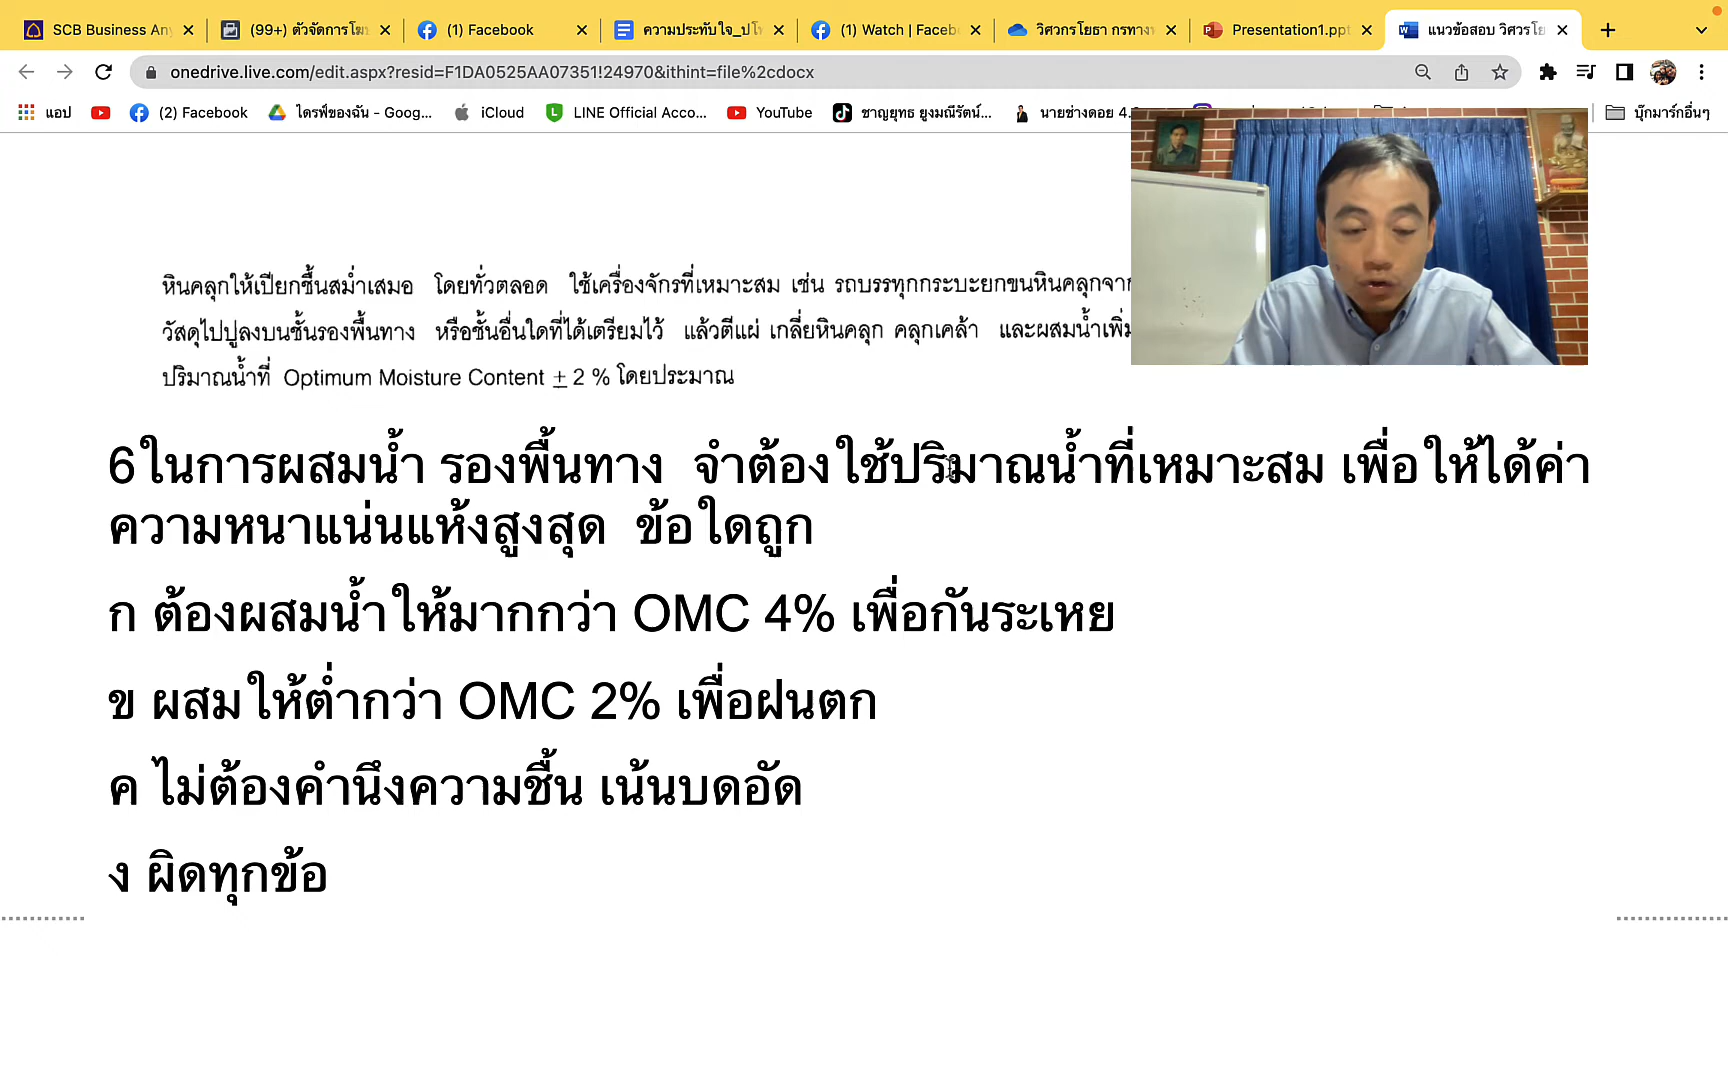 SCB Business Any
(99+) ตัวจัดการโฆษ
(1) Facebook
ความประทับใจ_ป
(1) Watch | Faceb
วิศวกรโยธา กรทาง
Presentation1.ppt
แนวข้อสอบ วิศวรโย
onedrive.live.com/edit.aspx?resid=F1DA0525AA07351!24970&ithint=file%2cdocx
แอป
(2) Facebook
ไดรฟ์ของฉัน - Goog...
iCloud
LINE Official Acco...
YouTube
ชาญยุทธ ยูงมณีรัตน์...
นายช่างดอย 4.
บุ๊กมาร์กอื่นๆ
หินคลุกให้เปียกชื้นสม่ำเสมอ โดยทั่วตลอด ใช้เครื่องจักรที่เหมาะสม เช่น รถบรรทุกกระบะยกขนหินคลุกจาก
วัสดุไปปูลงบนชั้นรองพื้นทาง หรือชั้นอื่นใดที่ได้เตรียมไว้ แล้วตีแผ่ เกลี่ยหินคลุก คลุกเคล้า และผสมน้ำเพิ่ม
ปริมาณน้ำที่ Optimum Moisture Content ± 2 % โดยประมาณ
6ในการผสมน้ำ รองพื้นทาง จำต้องใช้ปริมาณน้ำที่เหมาะสม เพื่อให้ได้ค่า
ความหนาแน่นแห้งสูงสุด ข้อใดถูก
ก ต้องผสมน้ำให้มากกว่า OMC 4% เพื่อกันระเหย
ข ผสมให้ต่ำกว่า OMC 2% เพื่อฝนตก
ค ไม่ต้องคำนึงความชื้น เน้นบดอัด
ง ผิดทุกข้อ